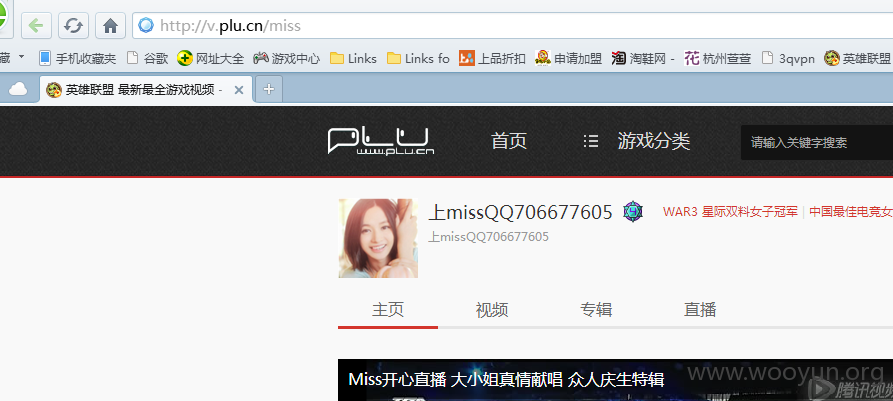 http://v.plu.cn/miss
藏 手机收藏夹 谷歌 网址大全 游戏中心 Links Links fo 上品折扣 申请加盟 淘鞋网 - 杭州萱萱 3qvpn 英雄联盟
英雄联盟 最新最全游戏视频 -
PLU www.PLU.cn 首页 游戏分类 请输入关键字搜索
上missQQ706677605 WAR3 星际双料女子冠军 | 中国最佳电竞女
上missQQ706677605
主页 视频 专辑 直播
Miss开心直播 大小姐真情献唱 众人庆生特辑
www.wooyun.org
腾讯视频